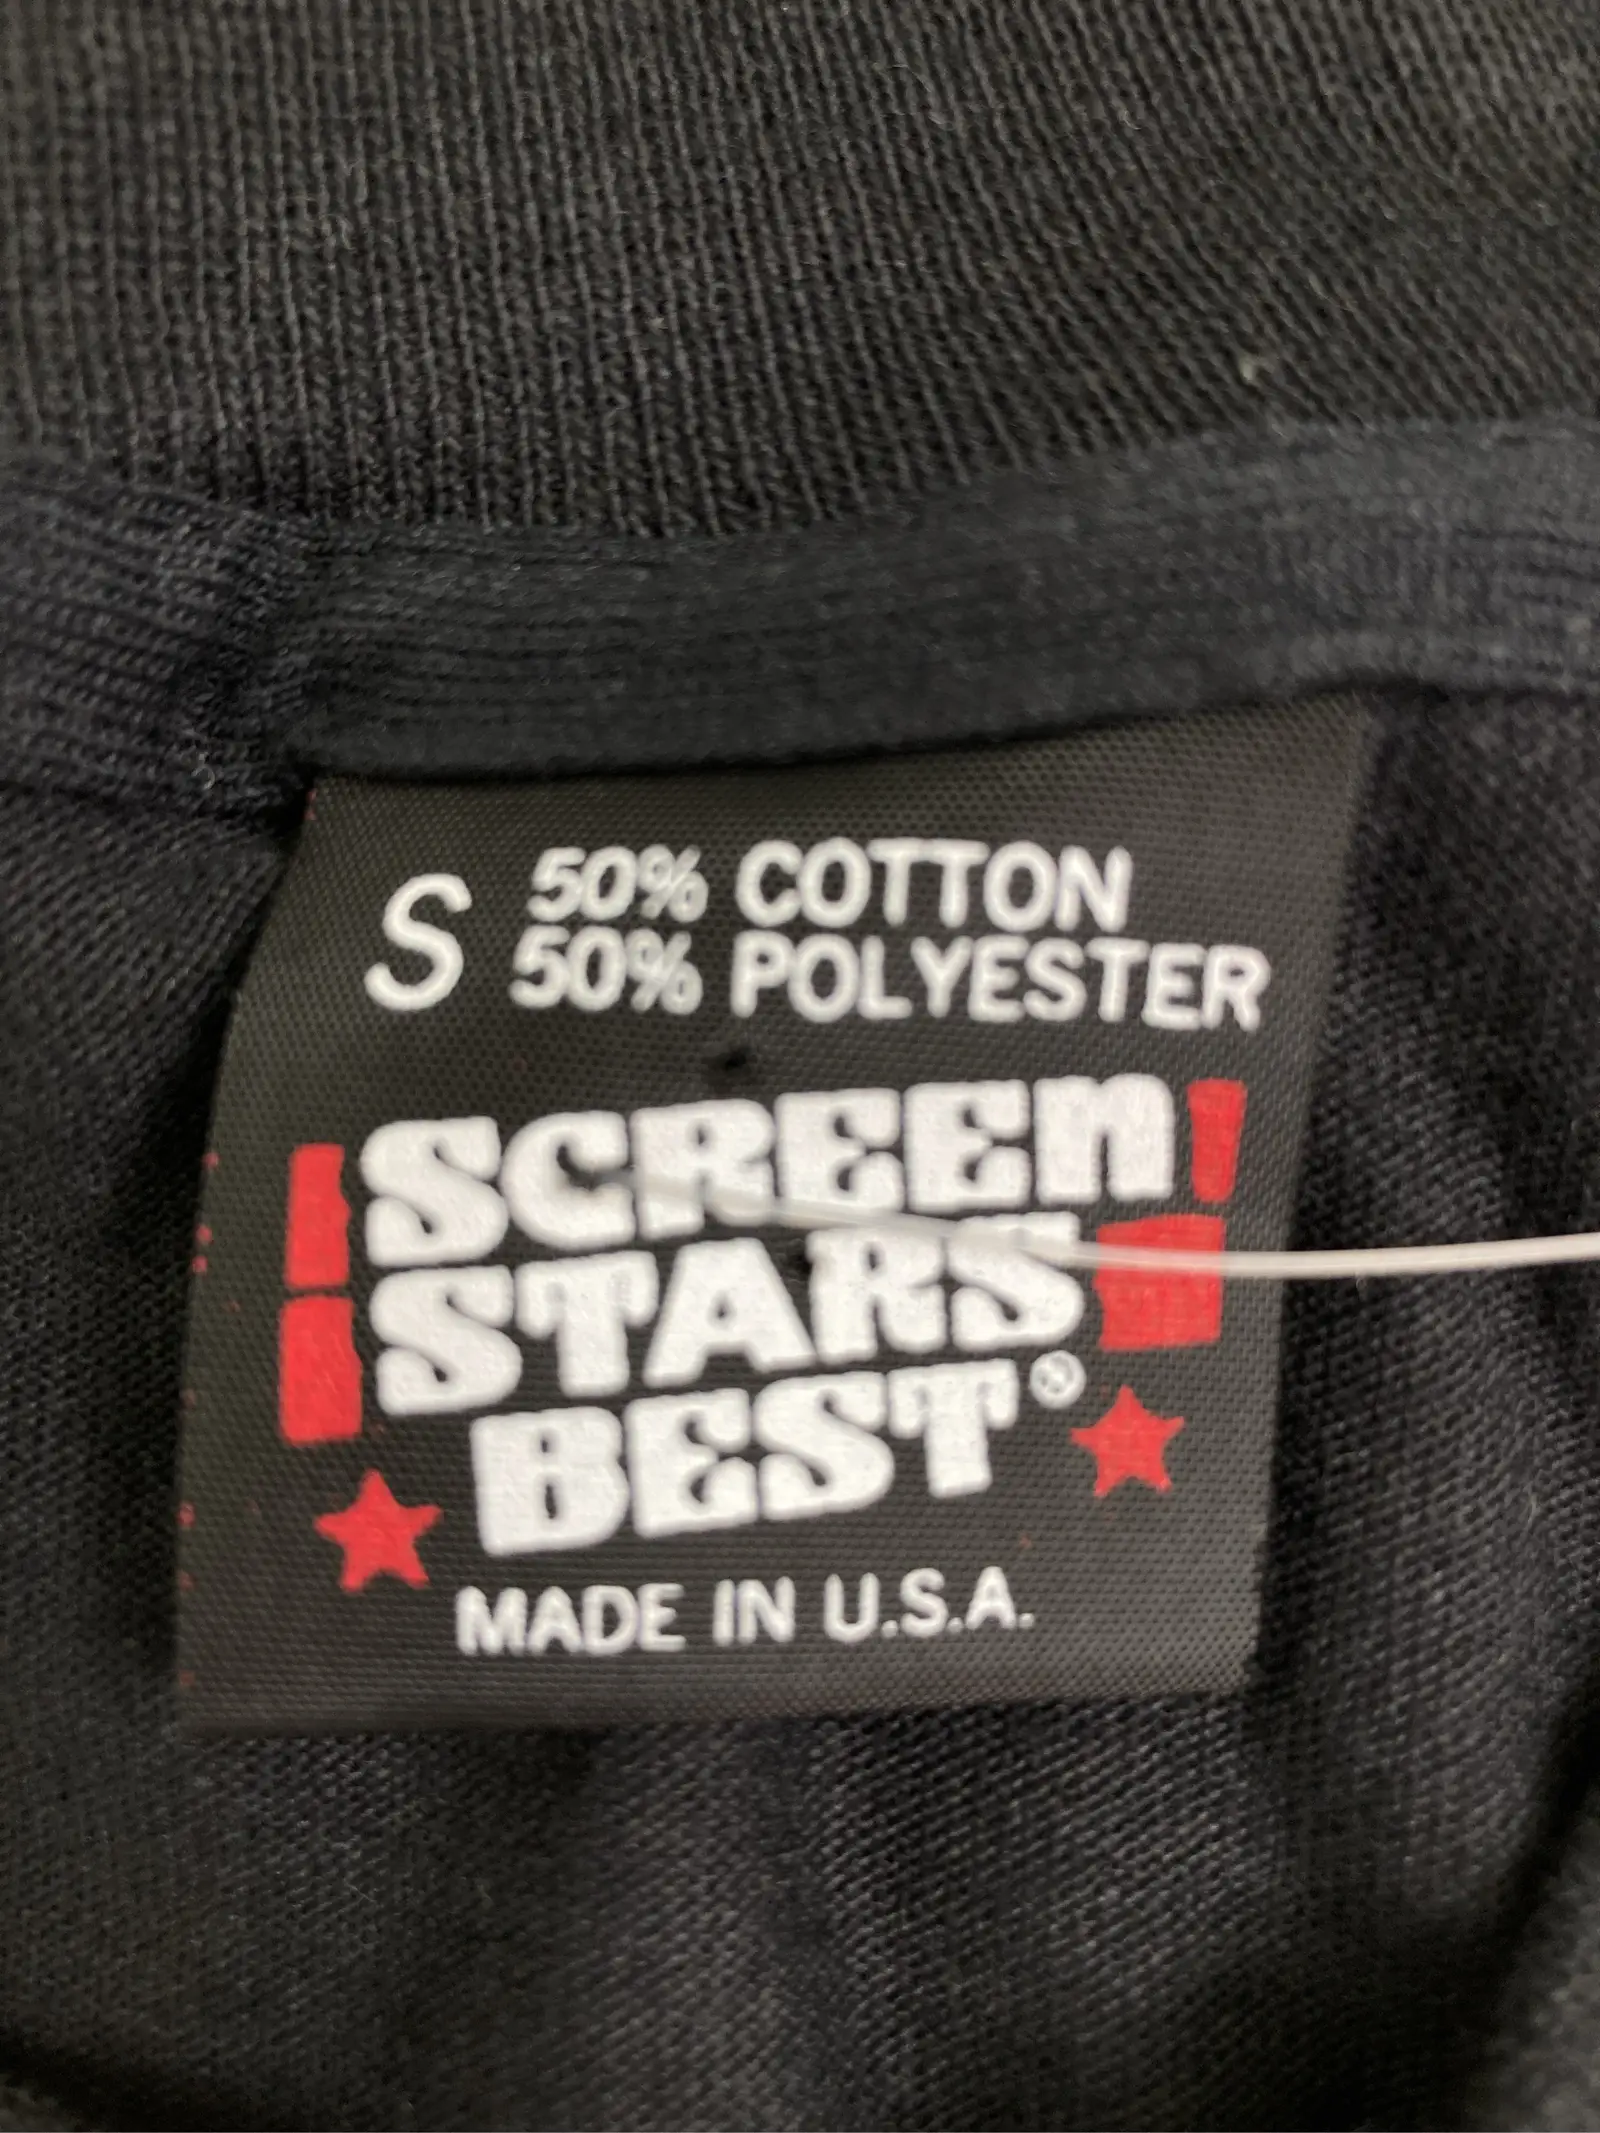 S 50% COTTON
50% POLYESTER
SCREEN
STARS
BEST®
MADE IN U.S.A.